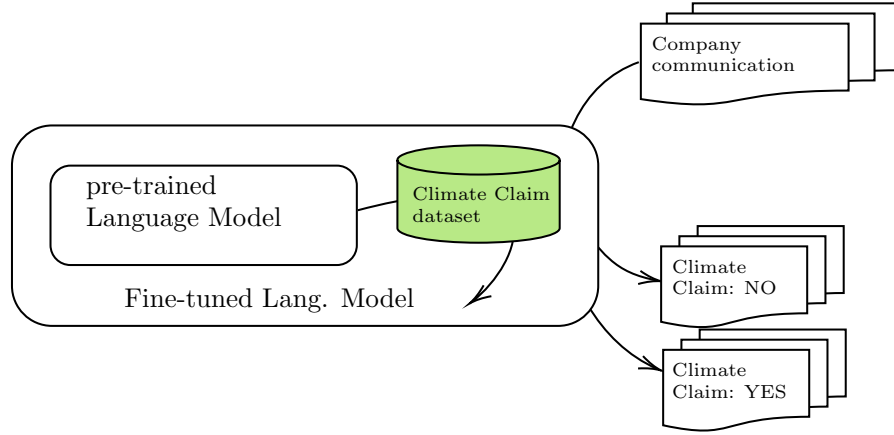 Company
communication
pre-trained
Language Model
Climate Claim
dataset
Fine-tuned Lang. Model
Climate
Claim: NO
Climate
Claim: YES